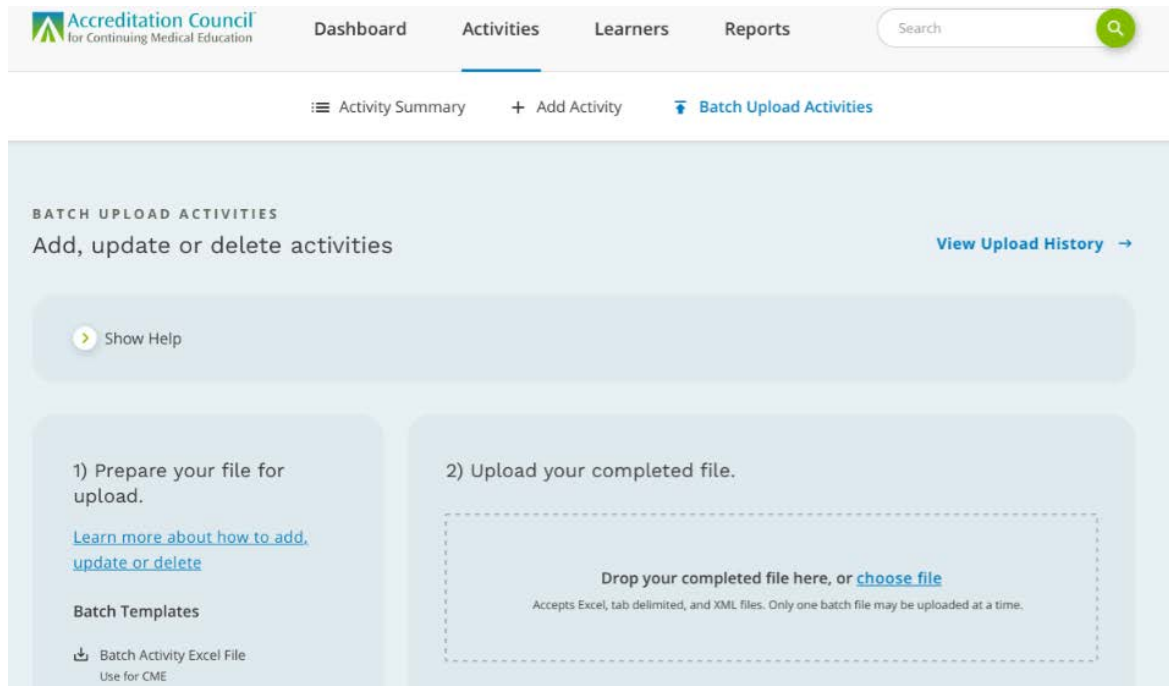 Accreditation Council
for Continuing Medical Education
Dashboard
Activities
Learners
Reports
Search
Activity Summary
+ Add Activity
Batch Upload Activities
BATCH UPLOAD ACTIVITIES
Add, update or delete activities
View Upload History →
Show Help
1) Prepare your file for
upload.
Learn more about how to add,
update or delete
Batch Templates
Batch Activity Excel File
Use for CME
2) Upload your completed file.
Drop your completed file here, or choose file
Accepts Excel, tab delimited, and XML files. Only one batch file may be uploaded at a time.